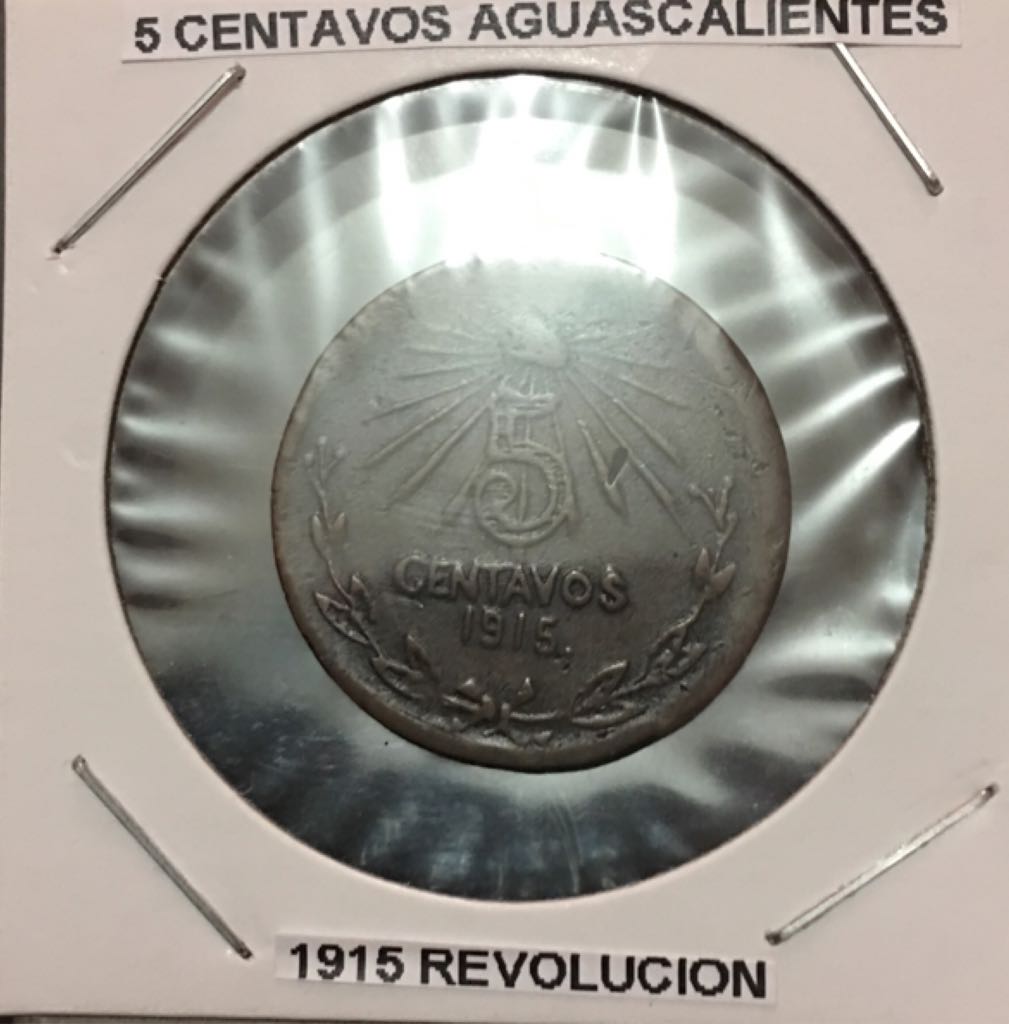 5 CENTAVOS AGUASCALIENTES
5
CENTAVOS
1915.
1915 REVOLUCION